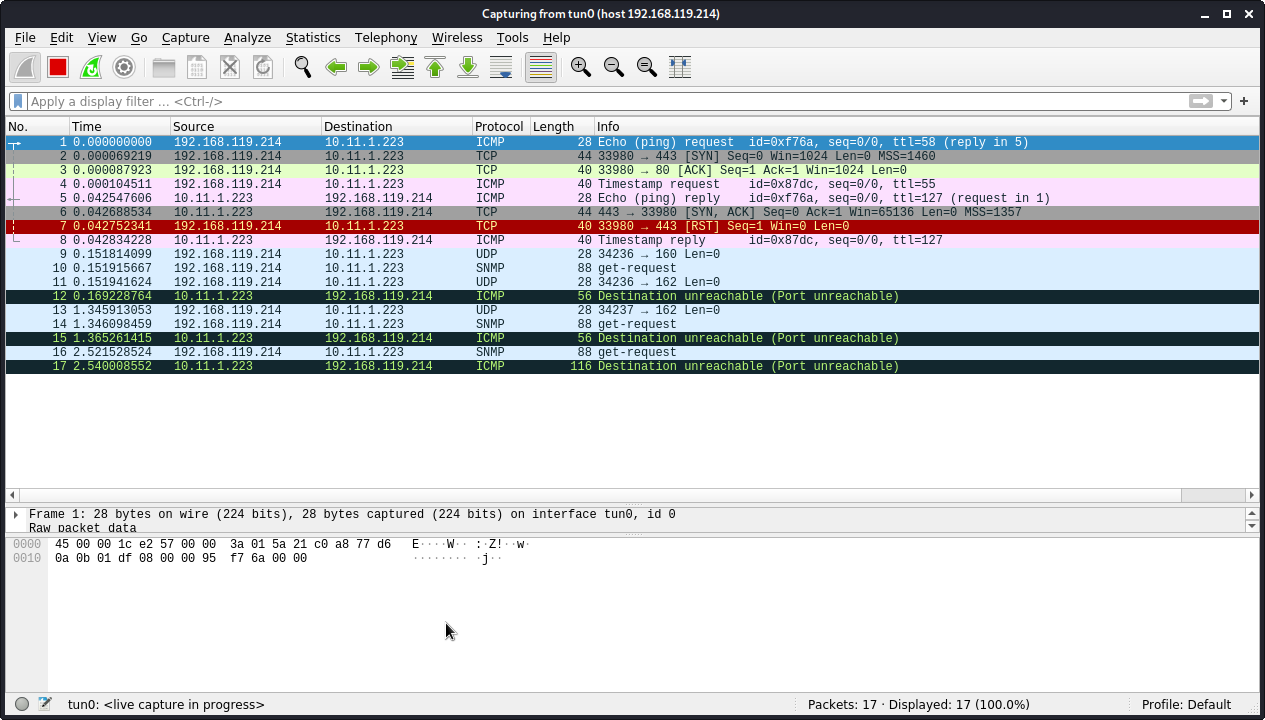 Capturing from tun0 (host 192.168.119.214)
File Edit View Go Capture Analyze Statistics Telephony Wireless Tools Help
Apply a display filter ... <Ctrl-/>
No. Time Source Destination Protocol Length Info
1 0.000000000 192.168.119.214 10.11.1.223 ICMP 28 Echo (ping) request id=0xf76a, seq=0/0, ttl=58 (reply in 5)
2 0.000069219 192.168.119.214 10.11.1.223 TCP 44 33980 → 443 [SYN] Seq=0 Win=1024 Len=0 MSS=1460
3 0.000087923 192.168.119.214 10.11.1.223 TCP 40 33980 → 80 [ACK] Seq=1 Ack=1 Win=1024 Len=0
4 0.000104511 192.168.119.214 10.11.1.223 ICMP 40 Timestamp request id=0x87dc, seq=0/0, ttl=55
5 0.042547606 10.11.1.223 192.168.119.214 ICMP 28 Echo (ping) reply id=0xf76a, seq=0/0, ttl=127 (request in 1)
6 0.042688534 10.11.1.223 192.168.119.214 TCP 44 443 → 33980 [SYN, ACK] Seq=0 Ack=1 Win=65136 Len=0 MSS=1357
7 0.042752341 192.168.119.214 10.11.1.223 TCP 40 33980 → 443 [RST] Seq=1 Win=0 Len=0
8 0.042834228 10.11.1.223 192.168.119.214 ICMP 40 Timestamp reply id=0x87dc, seq=0/0, ttl=127
9 0.151814099 192.168.119.214 10.11.1.223 UDP 28 34236 → 160 Len=0
10 0.151915667 192.168.119.214 10.11.1.223 SNMP 88 get-request
11 0.151941624 192.168.119.214 10.11.1.223 UDP 28 34236 → 162 Len=0
12 0.169228764 10.11.1.223 192.168.119.214 ICMP 56 Destination unreachable (Port unreachable)
13 1.345913053 192.168.119.214 10.11.1.223 UDP 28 34237 → 162 Len=0
14 1.346098459 192.168.119.214 10.11.1.223 SNMP 88 get-request
15 1.365261415 10.11.1.223 192.168.119.214 ICMP 56 Destination unreachable (Port unreachable)
16 2.521528524 192.168.119.214 10.11.1.223 SNMP 88 get-request
17 2.540008552 10.11.1.223 192.168.119.214 ICMP 116 Destination unreachable (Port unreachable)
Frame 1: 28 bytes on wire (224 bits), 28 bytes captured (224 bits) on interface tun0, id 0
Raw packet data
0000 45 00 00 1c e2 57 00 00 3a 01 5a 21 c0 a8 77 d6 E····W·· :·Z!··w·
0010 0a 0b 01 df 08 00 00 95 f7 6a 00 00 ········ ·j··
tun0: <live capture in progress>
Packets: 17 · Displayed: 17 (100.0%)
Profile: Default